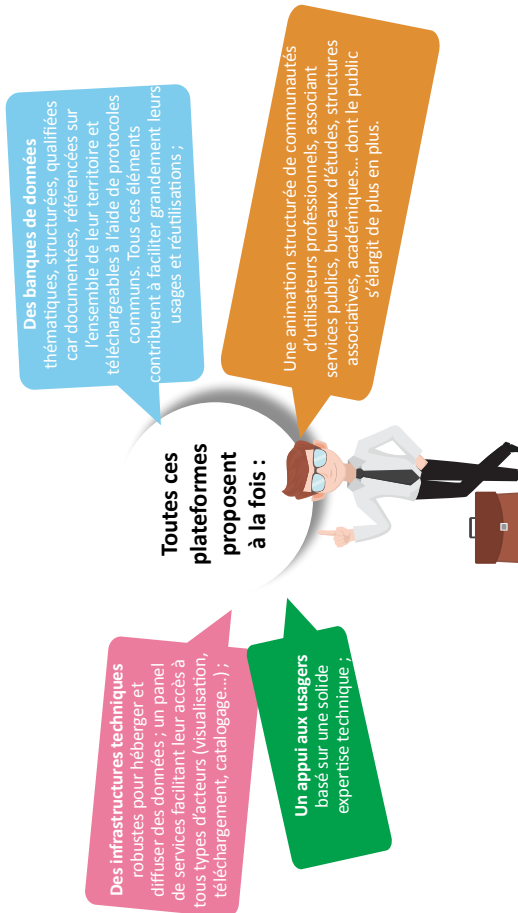 Toutes ces
plateformes
proposent
à la fois :
Des infrastructures techniques
robustes pour héberger et
diffuser des données ; un panel
de services facilitant leur accès à
tous types d'acteurs (visualisation,
téléchargement, catalogage...) ;
Des banques de données
thématiques, structurées, qualifiées
car documentées, référencées sur
l'ensemble de leur territoire et
téléchargeables à l'aide de protocoles
communs. Tous ces éléments
contribuent à faciliter grandement leurs
usages et réutilisations ;
Un appui aux usagers
basé sur une solide
expertise technique ;
Une animation structurée de communautés
d'utilisateurs professionnels, associant
services publics, bureaux d'études, structures
associatives, académiques... dont le public
s'élargit de plus en plus.